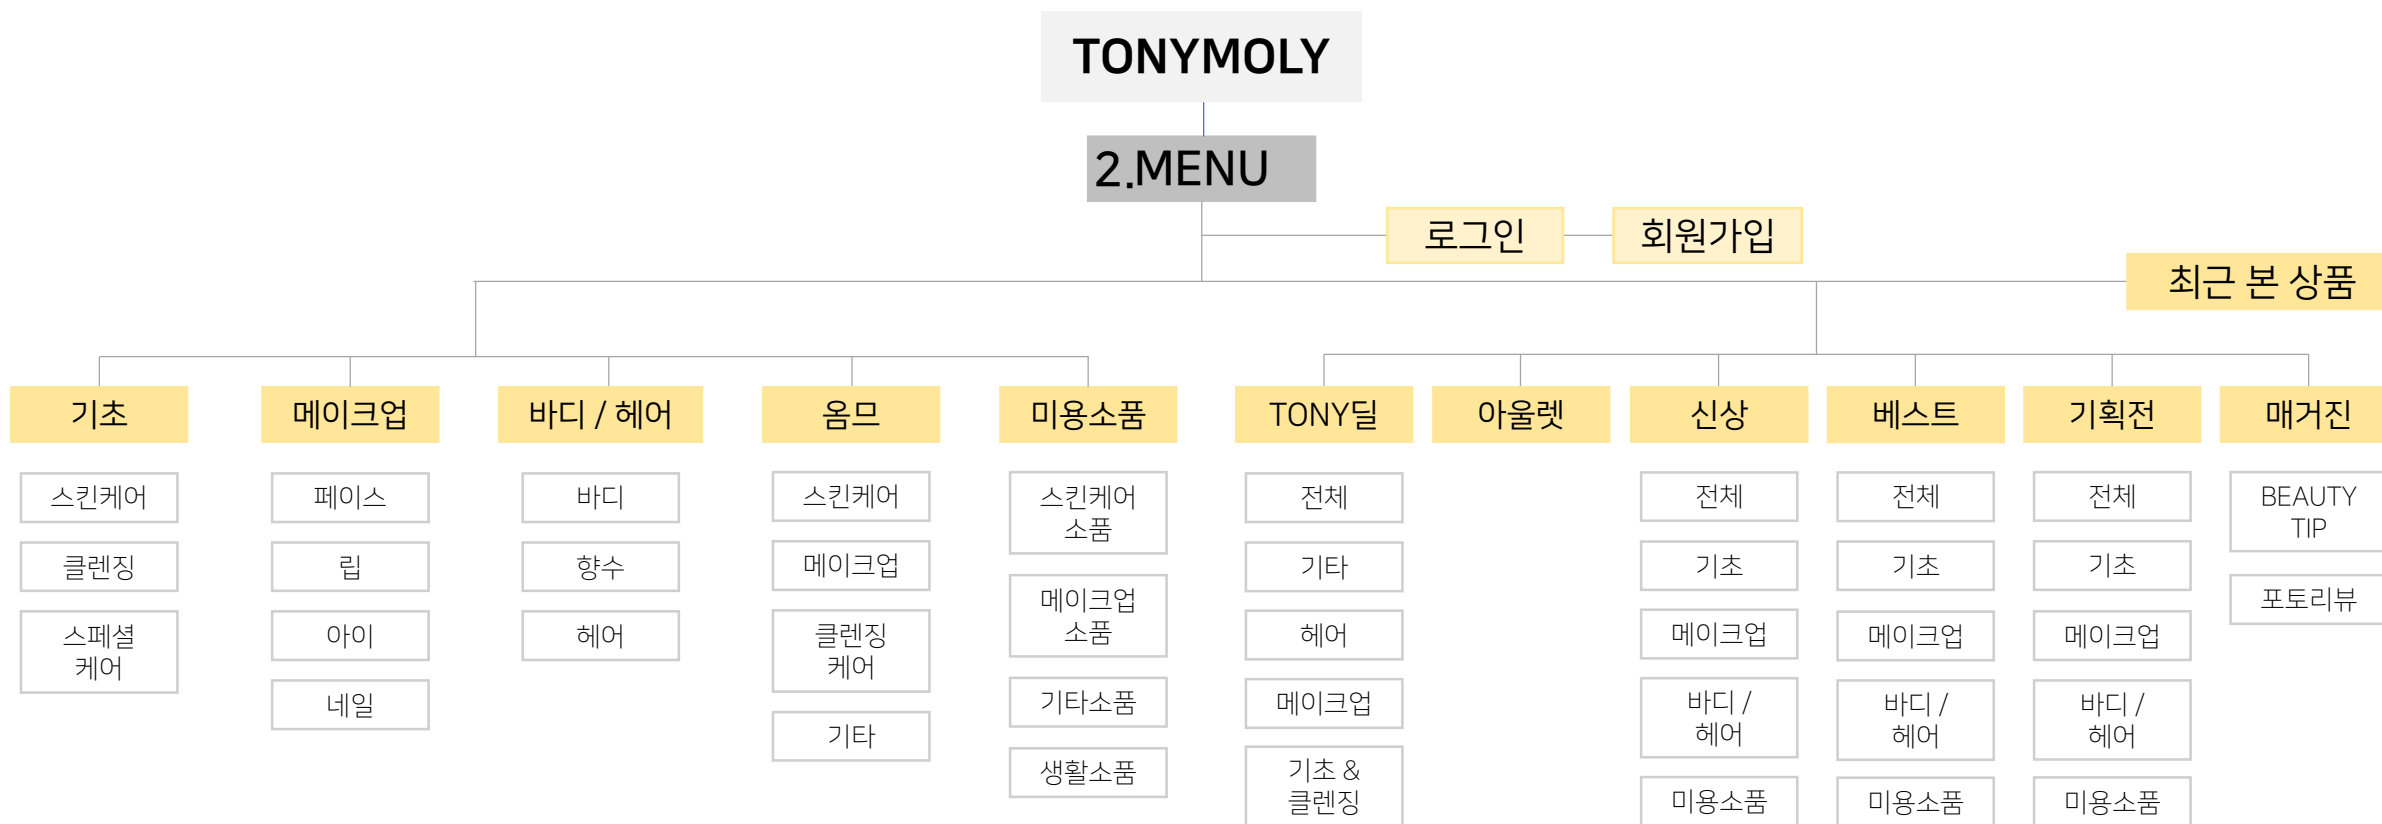 TONYMOLY
2.MENU
로그인
회원가입
최근 본 상품
기초
스킨케어
클렌징
스페셜
케어
메이크업
페이스
립
아이
네일
바디 / 헤어
바디
향수
헤어
옴므
스킨케어
메이크업
클렌징
케어
기타
미용소품
스킨케어
소품
메이크업
소품
기타소품
생활소품
TONY딜
전체
기타
헤어
메이크업
기초 &
클렌징
아울렛
신상
전체
기초
메이크업
바디 /
헤어
미용소품
베스트
전체
기초
메이크업
바디 /
헤어
미용소품
기획전
전체
기초
메이크업
바디 /
헤어
미용소품
매거진
BEAUTY
TIP
포토리뷰